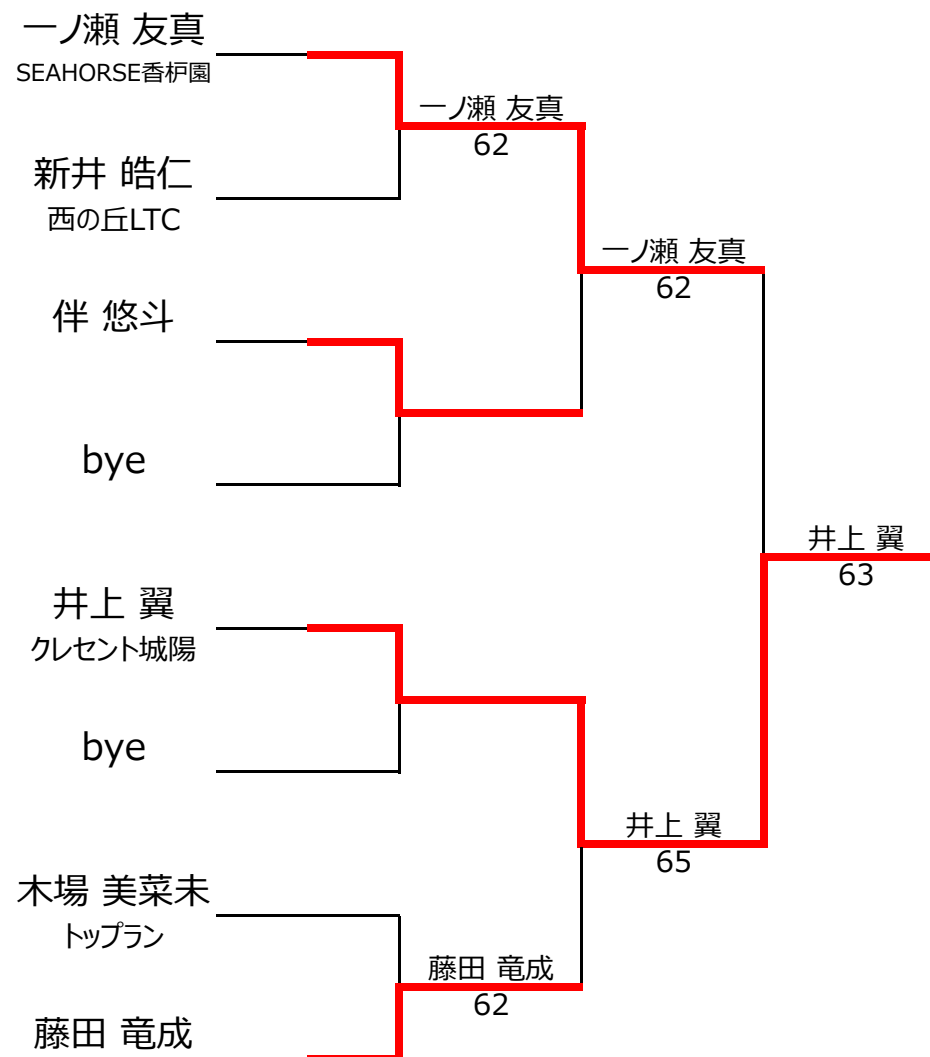 一ノ瀬 友真
SEAHORSE香枦園
一ノ瀬 友真
62
新井 皓仁
西の丘LTC
一ノ瀬 友真
62
伴 悠斗
bye
井上 翼
63
井上 翼
クレセント城陽
bye
井上 翼
65
木場 美菜未
トップラン
藤田 竜成
62
藤田 竜成